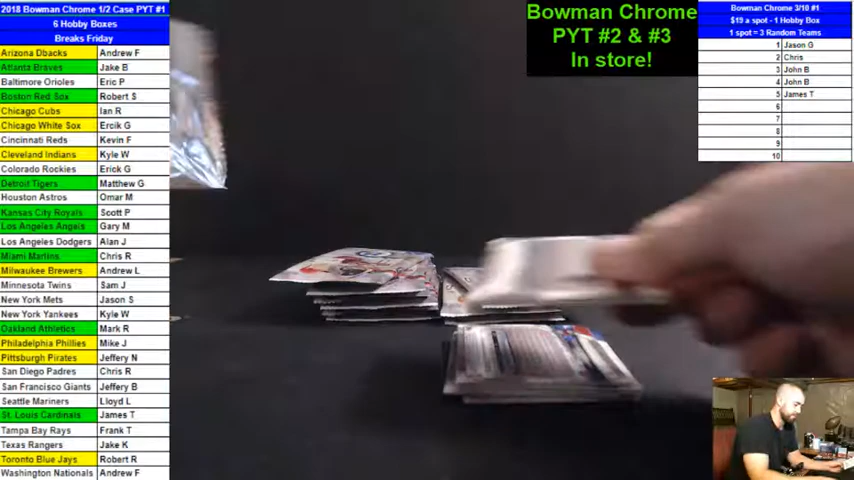 2018 Bowman Chrome 1/2 Case PYT #1
6 Hobby Boxes
Breaks Friday
Arizona Dbacks Andrew F
Atlanta Braves Jake B
Baltimore Orioles Eric P
Boston Red Sox Robert S
Chicago Cubs Ian R
Chicago White Sox Ercik G
Cincinnati Reds Kevin F
Cleveland Indians Kyle W
Colorado Rockies Erick G
Detroit Tigers Matthew G
Houston Astros Omar M
Kansas City Royals Scott P
Los Angeles Angels Gary M
Los Angeles Dodgers Alan J
Miami Marlins Chris R
Milwaukee Brewers Andrew L
Minnesota Twins Sam J
New York Mets Jason S
New York Yankees Kyle W
Oakland Athletics Mark R
Philadelphia Phillies Mike J
Pittsburgh Pirates Jeffery N
San Diego Padres Chris R
San Francisco Giants Jeffery B
Seattle Mariners Lloyd L
St. Louis Cardinals James T
Tampa Bay Rays Frank T
Texas Rangers Jake K
Toronto Blue Jays Robert R
Washington Nationals Andrew F
Bowman Chrome
PYT #2 & #3
In store!
Bowman Chrome 3/10 #1
$19 a spot - 1 Hobby Box
1 spot = 3 Random Teams
1 Jason G
2 Chris
3 John B
4 John B
5 James T
6
7
8
9
10